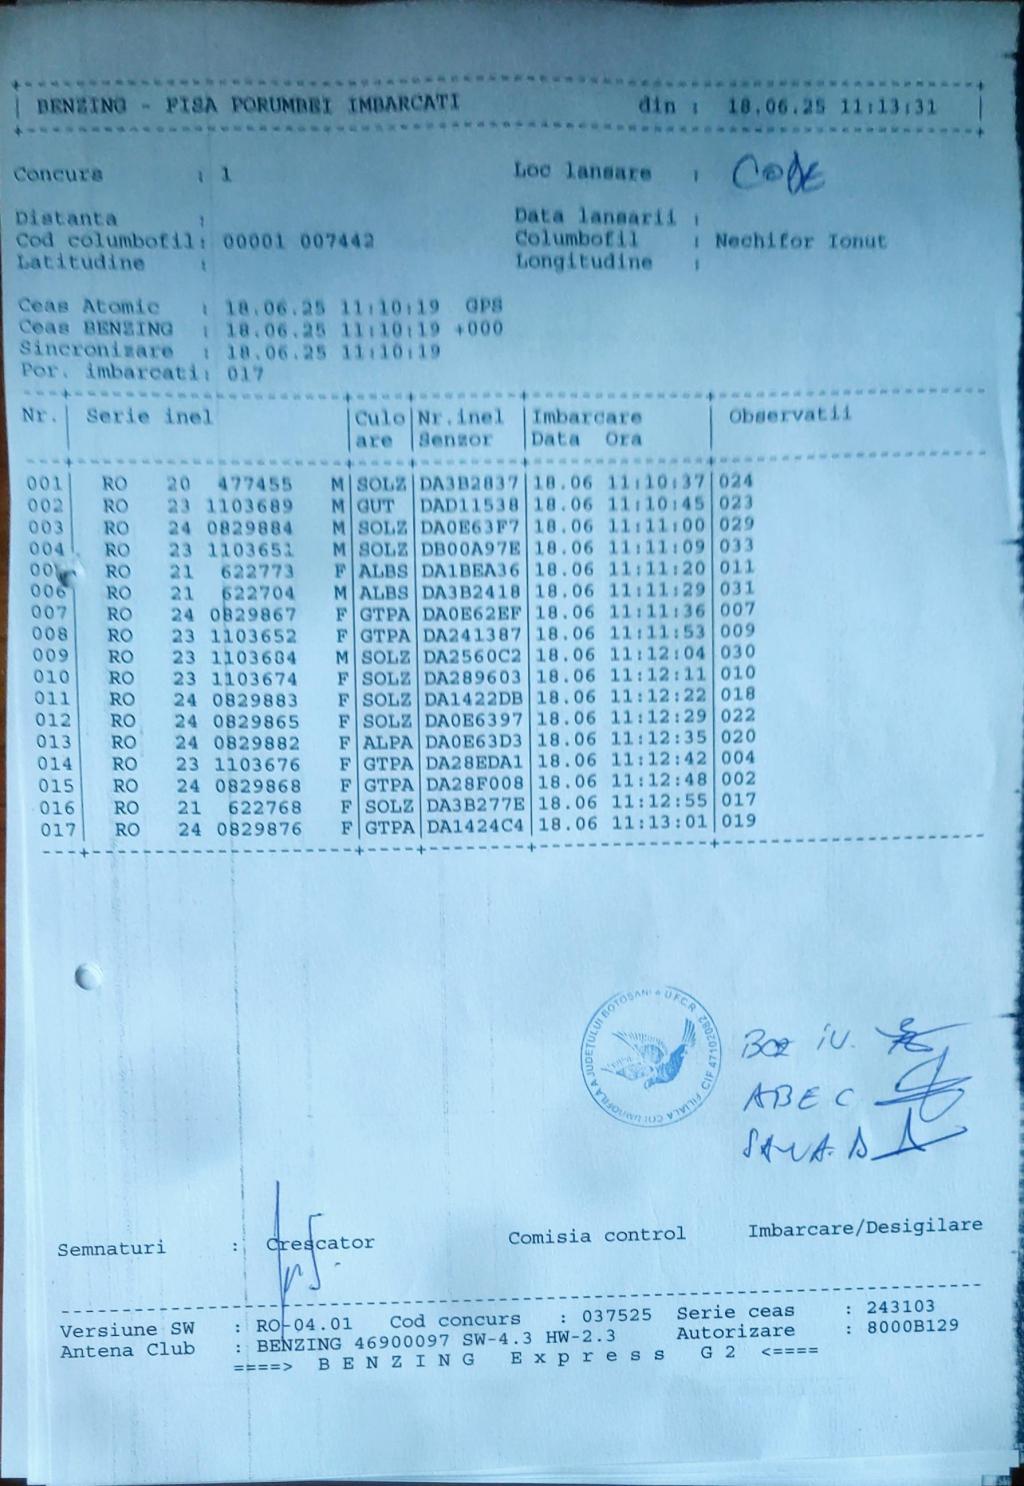 BENZING - FISA PORUMBEI IMBARCATI din : 18.06.25 11:13:31
Concurs : 1 Loc lansare :
Distanta : Data lansarii :
Cod columbofil: 00001 007442 Columbofil : Nechifor Ionut
Latitudine : Longitudine :
Ceas Atomic : 18.06.25 11:10:19 GPS
Ceas BENZING : 18.06.25 11:10:19 +000
Sincronizare : 18.06.25 11:10:19
Por. imbarcati: 017
Nr. Serie inel Culo Nr.inel Imbarcare Observatii
are Senzor Data Ora
001 RO 20 477455 M SOLZ DA3B2837 18.06 11:10:37 024
002 RO 23 1103689 M GUT DAD11538 18.06 11:10:45 023
003 RO 24 0829884 M SOLZ DA0E63F7 18.06 11:11:00 029
004 RO 23 1103651 M SOLZ DB00A97E 18.06 11:11:09 033
RO 21 622773 F ALBS DA1BEA36 18.06 11:11:20 011
006 RO 21 622704 M ALBS DA3B2418 18.06 11:11:29 031
007 RO 24 0829867 F GTPA DA0E62EF 18.06 11:11:36 007
008 RO 23 1103652 F GTPA DA241387 18.06 11:11:53 009
009 RO 23 1103684 M SOLZ DA2560C2 18.06 11:12:04 030
010 RO 23 1103674 F SOLZ DA289603 18.06 11:12:11 010
011 RO 24 0829883 F SOLZ DA1422DB 18.06 11:12:22 018
012 RO 24 0829865 F SOLZ DA0E6397 18.06 11:12:29 022
013 RO 24 0829882 F ALPA DA0E63D3 18.06 11:12:35 020
014 RO 23 1103676 F GTPA DA28EDA1 18.06 11:12:42 004
015 RO 24 0829868 F GTPA DA28F008 18.06 11:12:48 002
016 RO 21 622768 F SOLZ DA3B277E 18.06 11:12:55 017
017 RO 24 0829876 F GTPA DA1424C4 18.06 11:13:01 019
FILIALA COLUMBOFILA A JUDETULUI BOTOSANI * U.F.C.R. CIF 47102082
ABE C
Semnaturi : Crescator Comisia control Imbarcare/Desigilare
Versiune SW : RO-04.01 Cod concurs : 037525 Serie ceas : 243103
Antena Club : BENZING 46900097 SW-4.3 HW-2.3 Autorizare : 8000B129
====> B E N Z I N G E x p r e s s G 2 <====